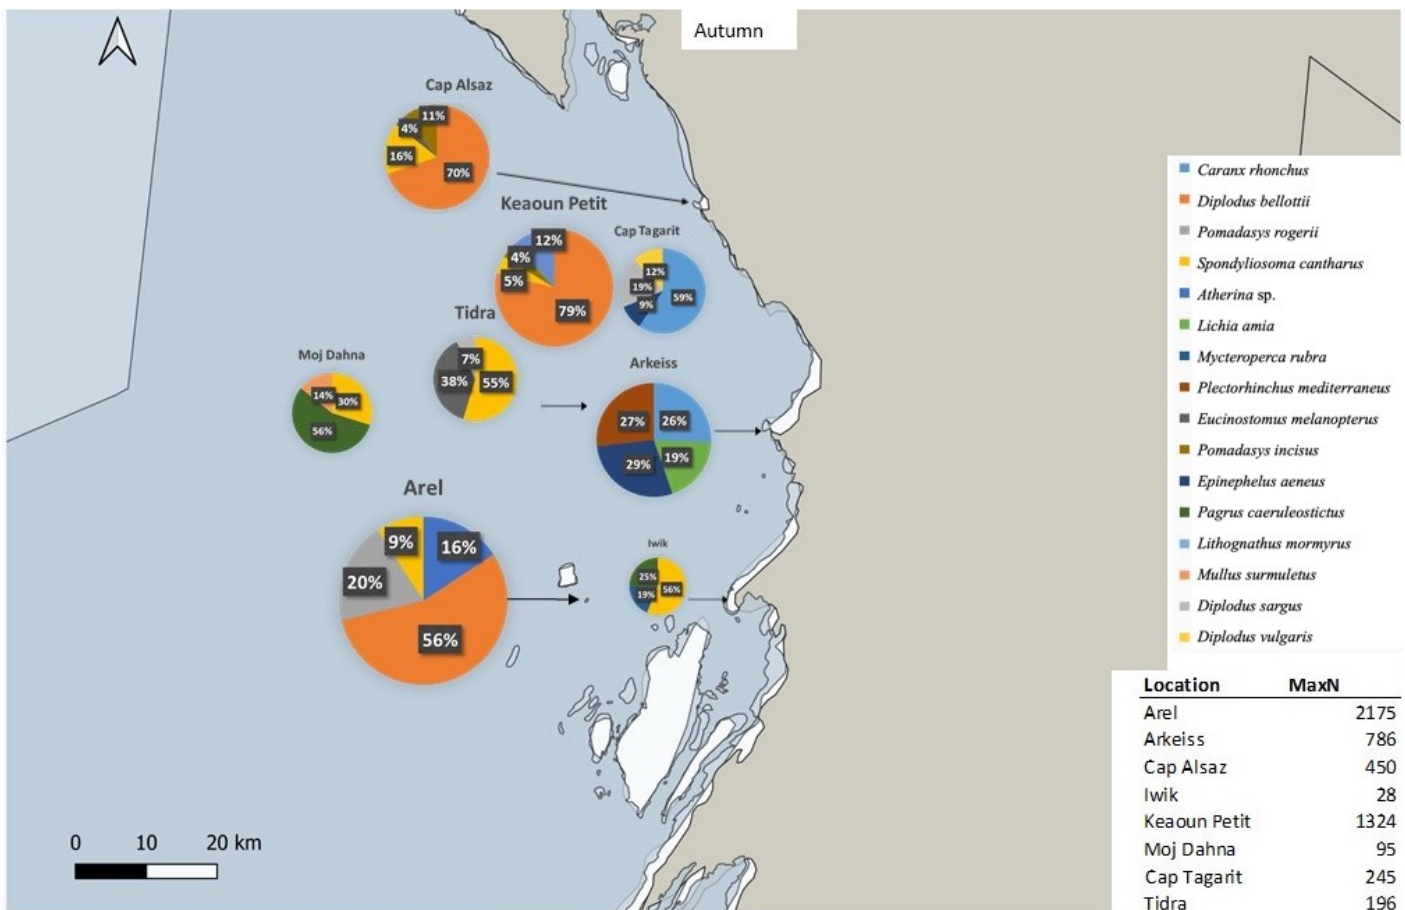 Autumn
Cap Alsaz
11%
4%
16%
70%
Keaoun Petit
12%
4%
5%
79%
Cap Tagarit
12%
19%
9%
59%
Tidra
7%
38%
55%
Moj Dahna
14%
30%
56%
Arkeiss
27%
26%
29%
19%
Arel
9%
16%
20%
56%
Iwik
25%
56%
19%
Caranx rhonchus
Diplodus bellottii
Pomadasys rogerii
Spondyliosoma cantharus
Atherina sp.
Lichia amia
Mycteroperca rubra
Plectorhinchus mediterraneus
Eucinostomus melanopterus
Pomadasys incisus
Epinephelus aeneus
Pagrus caeruleostictus
Lithognathus mormyrus
Mullus surmuletus
Diplodus sargus
Diplodus vulgaris
Location MaxN
Arel 2175
Arkeiss 786
Cap Alsaz 450
Iwik 28
Keaoun Petit 1324
Moj Dahna 95
Cap Tagarit 245
Tidra 196
0 10 20 km